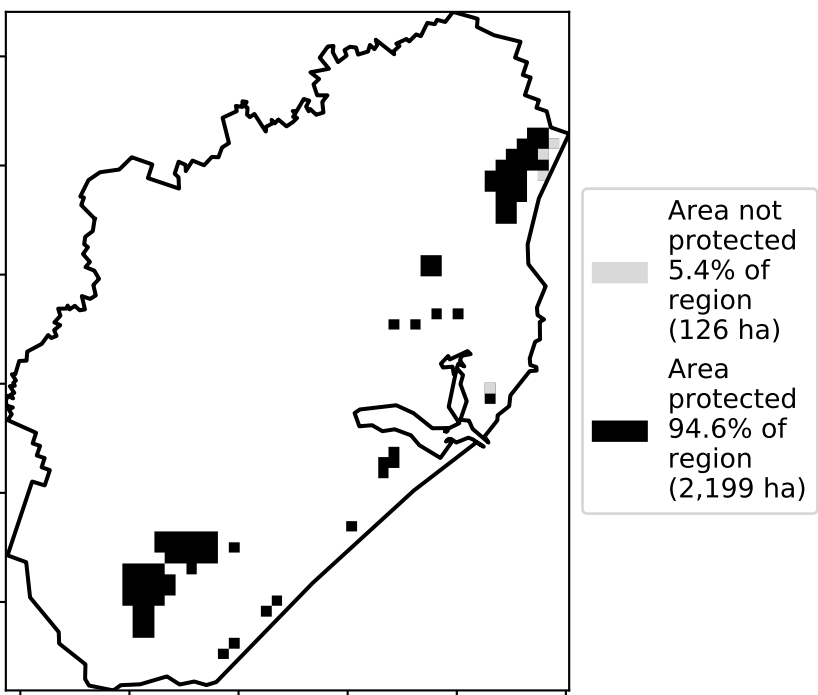 Area not
protected
5.4% of
region
(126 ha)
Area
protected
94.6% of
region
(2,199 ha)